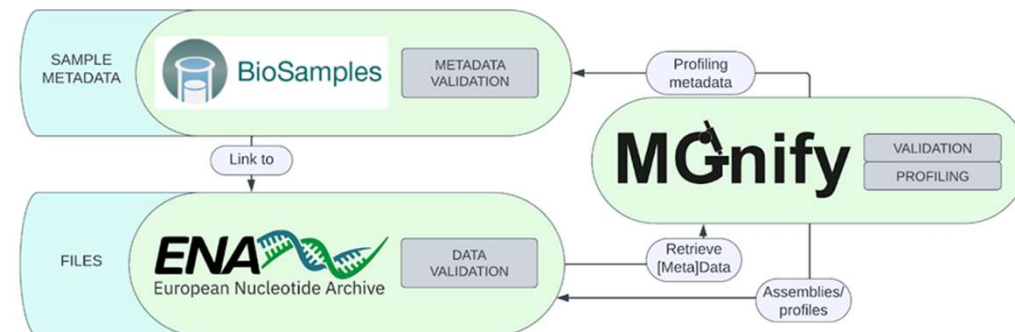 SAMPLE
METADATA
BioSamples
METADATA
VALIDATION
Profiling
metadata
MGnify
VALIDATION
PROFILING
Link to
FILES
ENA
European Nucleotide Archive
DATA
VALIDATION
Retrieve
[Meta]Data
Assemblies/
profiles